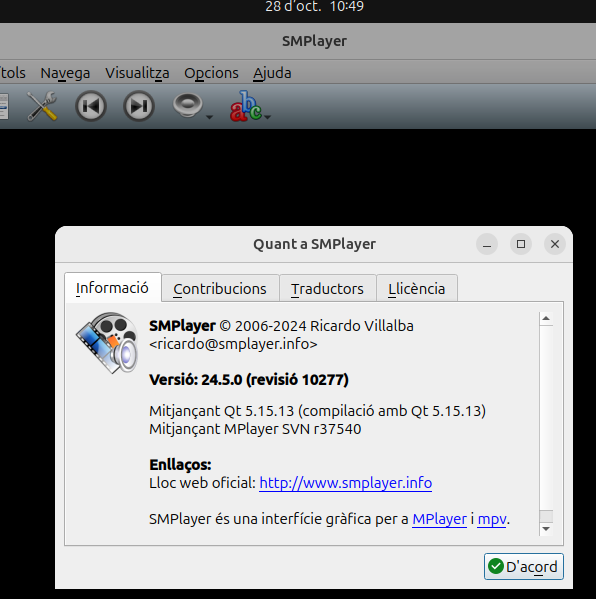 28 d'oct. 10:49
SMPlayer
tols Navega Visualitza Opcions Ajuda
abc
Quant a SMPlayer
Informació Contribucions Traductors Llicència
SMPlayer © 2006-2024 Ricardo Villalba
<ricardo@smplayer.info>
Versió: 24.5.0 (revisió 10277)
Mitjançant Qt 5.15.13 (compilació amb Qt 5.15.13)
Mitjançant MPlayer SVN r37540
Enllaços:
Lloc web oficial: http://www.smplayer.info
SMPlayer és una interfície gràfica per a MPlayer i mpv.
D'acord